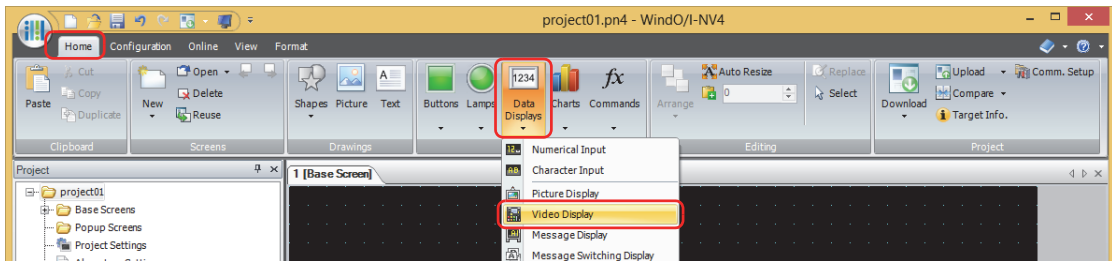 project01.pn4 - WindO/I-NV4
Home Configuration Online View Format
Paste Cut Copy Duplicate
New Open Delete Reuse
Shapes Picture Text
Buttons Lamps 1234 Data Displays Charts fx Commands
Arrange Auto Resize 0 Replace Select
Download Upload Compare Target Info. Comm. Setup
Clipboard Screens Drawings Editing Project
Project
1 [Base Screen]
project01
Base Screens
Popup Screens
Project Settings
Numerical Input
Character Input
Picture Display
Video Display
Message Display
Message Switching Display